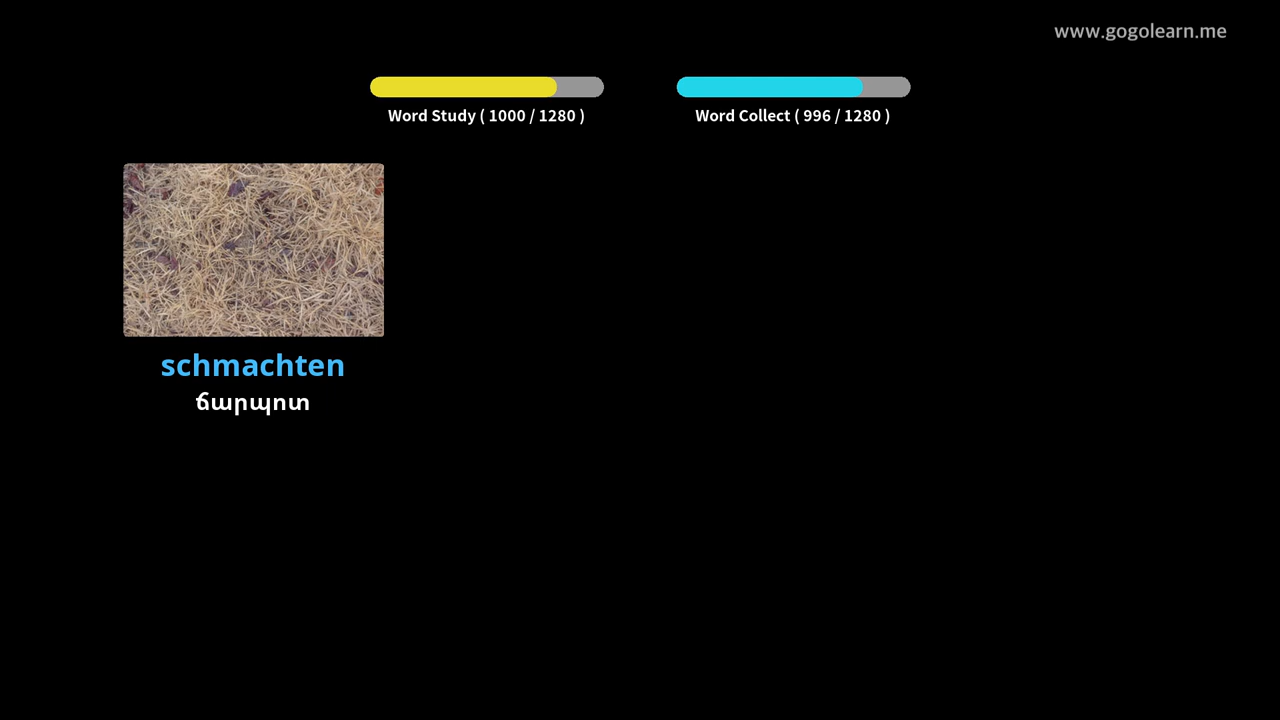 www.gogolearn.me
Word Study ( 1000 / 1280 )
Word Collect ( 996 / 1280 )
schmachten
ճարպոտ